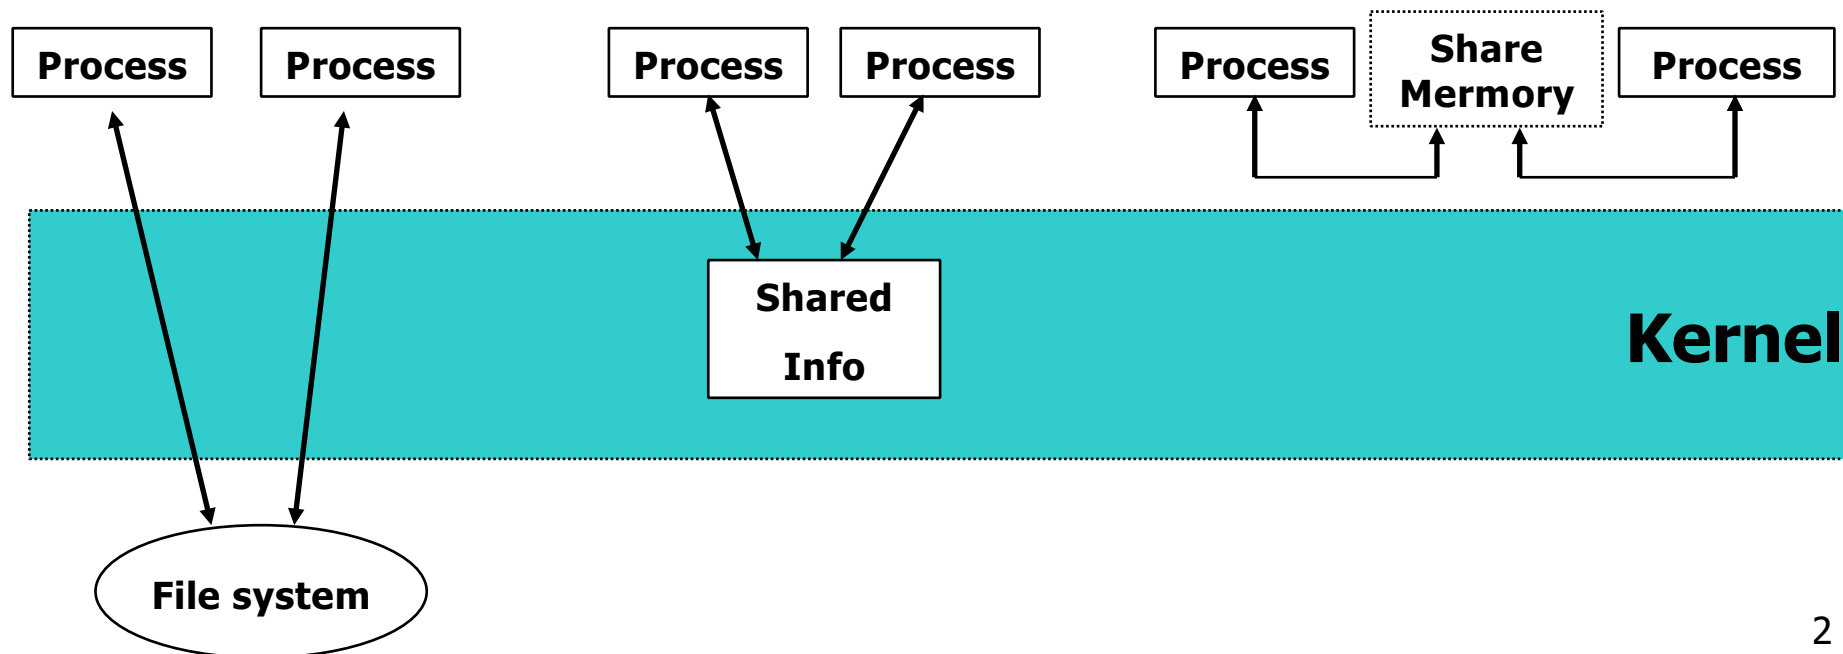 Process
Process
Process
Process
Process
Share
Mermory
Process
Shared
Info
Kernel
File system
2